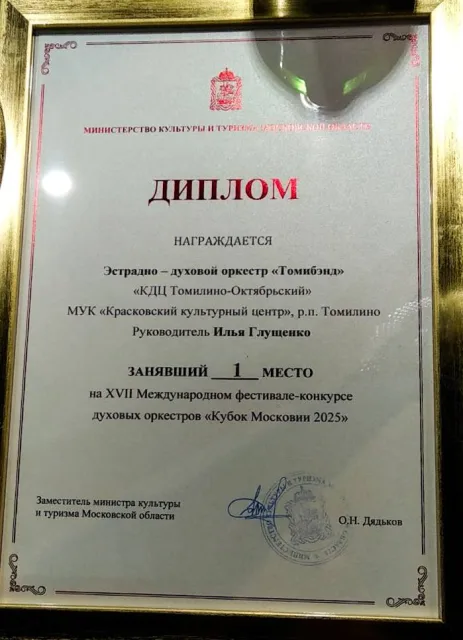 МИНИСТЕРСТВО КУЛЬТУРЫ И ТУРИЗМА МОСКОВСКОЙ ОБЛАСТИ
ДИПЛОМ
НАГРАЖДАЕТСЯ
Эстрадно – духовой оркестр «Томибэнд»
«КДЦ Томилино-Октябрьский»
МУК «Красковский культурный центр», р.п. Томилино
Руководитель Илья Глущенко
ЗАНЯВШИЙ 1 МЕСТО
на XVII Международном фестивале-конкурсе
духовых оркестров «Кубок Московии 2025»
Заместитель министра культуры
и туризма Московской области
О.Н. Дядьков